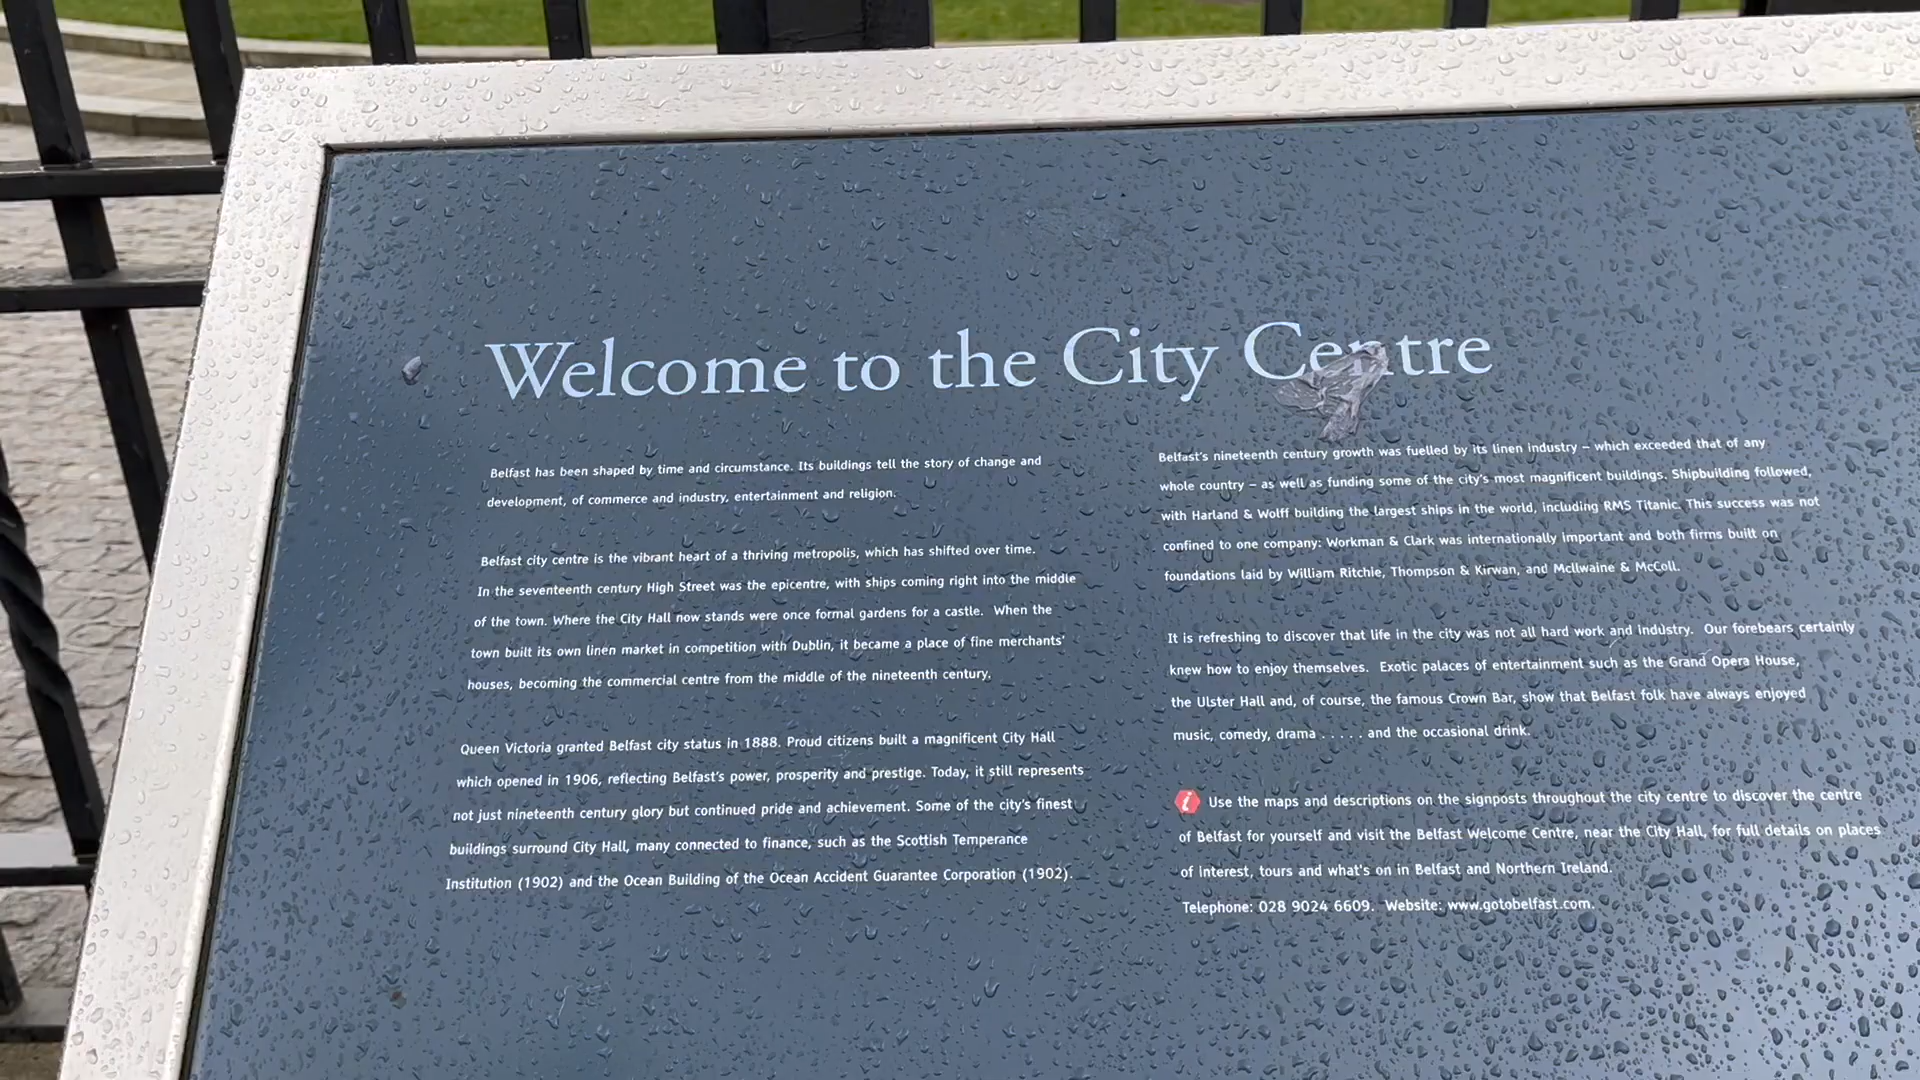 Welcome to the City Centre
Belfast has been shaped by time and circumstance. Its buildings tell the story of change and
development, of commerce and industry, entertainment and religion.
Belfast city centre is the vibrant heart of a thriving metropolis, which has shifted over time.
In the seventeenth century High Street was the epicentre, with ships coming right into the middle
of the town. Where the City Hall now stands were once formal gardens for a castle. When the
town built its own linen market in competition with Dublin, it became a place of fine merchants'
houses, becoming the commercial centre from the middle of the nineteenth century.
Queen Victoria granted Belfast city status in 1888. Proud citizens built a magnificent City Hall
which opened in 1906, reflecting Belfast's power, prosperity and prestige. Today, it still represents
not just nineteenth century glory but continued pride and achievement. Some of the city's finest
buildings surround City Hall, many connected to finance, such as the Scottish Temperance
Institution (1902) and the Ocean Building of the Ocean Accident Guarantee Corporation (1902).
Belfast's nineteenth century growth was fuelled by its linen industry – which exceeded that of any
whole country – as well as funding some of the city's most magnificent buildings. Shipbuilding followed,
with Harland & Wolff building the largest ships in the world, including RMS Titanic. This success was not
confined to one company: Workman & Clark was internationally important and both firms built on
foundations laid by William Ritchie, Thompson & Kirwan, and McIlwaine & McColl.
It is refreshing to discover that life in the city was not all hard work and industry. Our forebears certainly
knew how to enjoy themselves. Exotic palaces of entertainment such as the Grand Opera House,
the Ulster Hall and, of course, the famous Crown Bar, show that Belfast folk have always enjoyed
music, comedy, drama . . . . . and the occasional drink.
i Use the maps and descriptions on the signposts throughout the city centre to discover the centre
of Belfast for yourself and visit the Belfast Welcome Centre, near the City Hall, for full details on places
of Interest, tours and what's on in Belfast and Northern Ireland.
Telephone: 028 9024 6609. Website: www.gotobelfast.com.